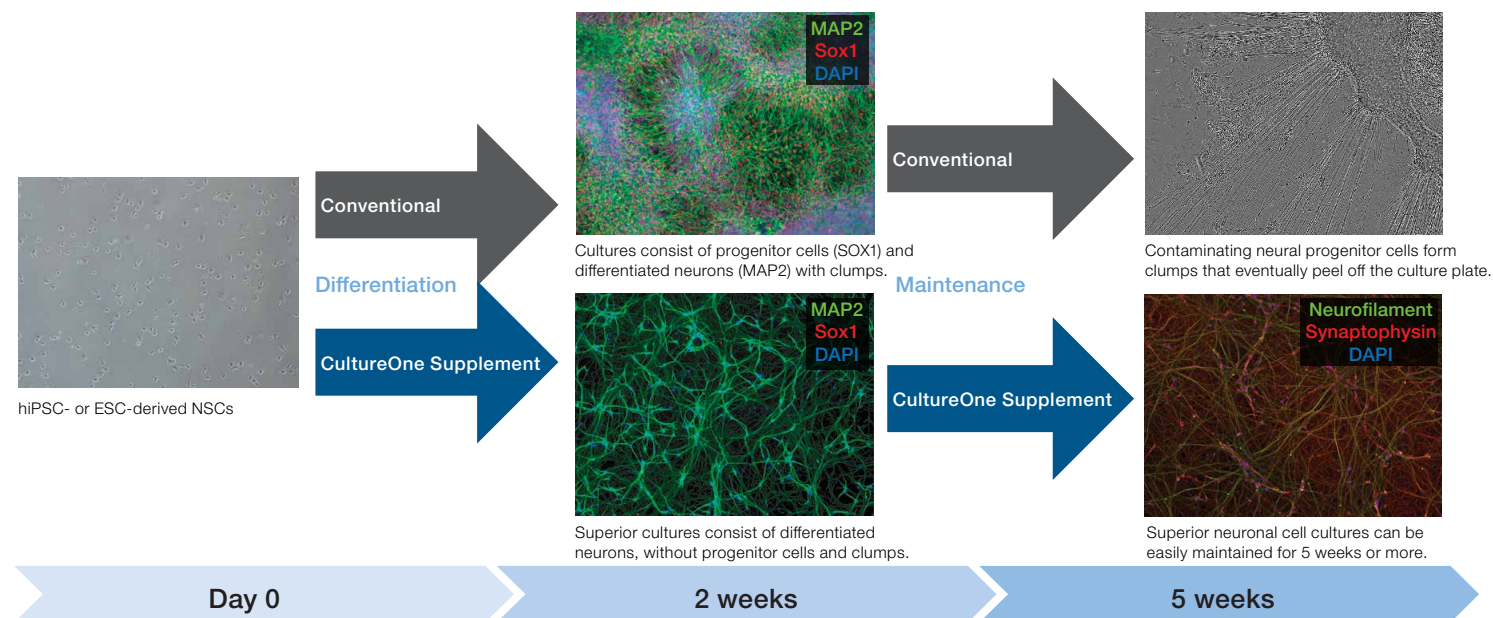 MAP2
Sox1
DAPI
Conventional
Conventional
Cultures consist of progenitor cells (SOX1) and
differentiated neurons (MAP2) with clumps.
Contaminating neural progenitor cells form
clumps that eventually peel off the culture plate.
Differentiation
Maintenance
MAP2
Sox1
DAPI
Neurofilament
Synaptophysin
DAPI
CultureOne Supplement
CultureOne Supplement
hiPSC- or ESC-derived NSCs
Superior cultures consist of differentiated
neurons, without progenitor cells and clumps.
Superior neuronal cell cultures can be
easily maintained for 5 weeks or more.
Day 0
2 weeks
5 weeks